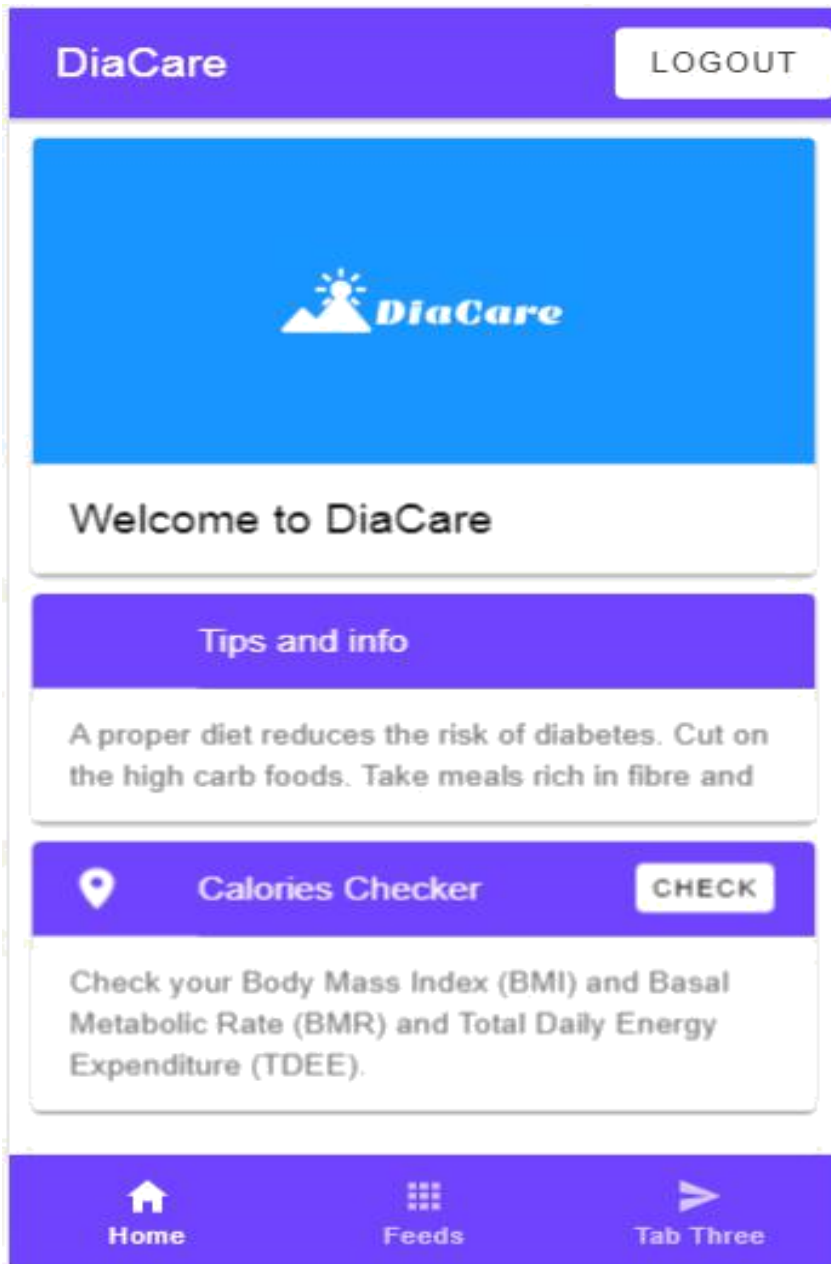 DiaCare
LOGOUT
DiaCare
Welcome to DiaCare
Tips and info
A proper diet reduces the risk of diabetes. Cut on
the high carb foods. Take meals rich in fibre and
Calories Checker
CHECK
Check your Body Mass Index (BMI) and Basal
Metabolic Rate (BMR) and Total Daily Energy
Expenditure (TDEE).
Home
Feeds
Tab Three